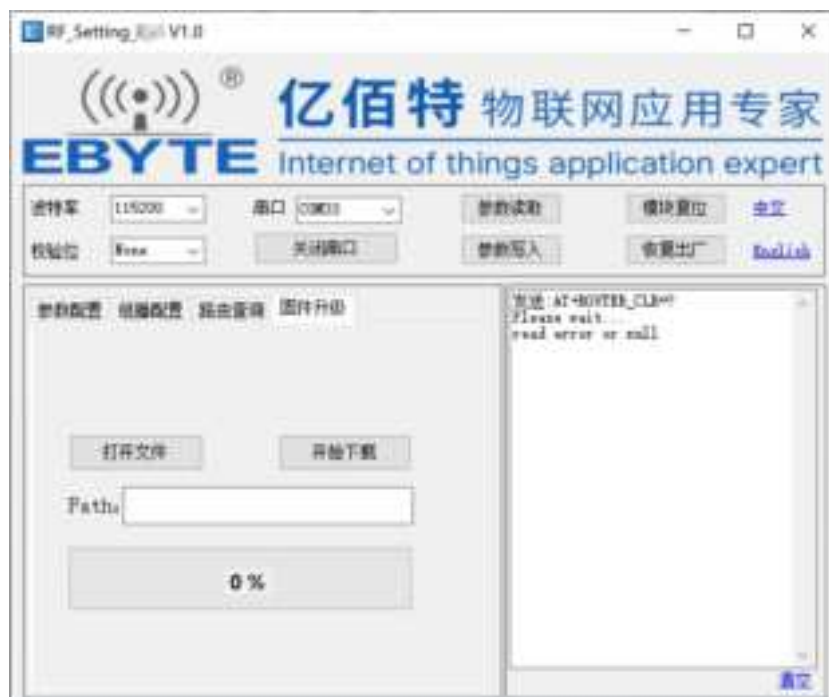 RF_Setting_ V1.0
®
亿佰特 物联网应用专家
EBYTE Internet of things application expert
波特率 115200 串口 参数读取 模块复位 中文
校验位 None 关闭串口 参数写入 恢复出厂 English
参数配置 组播配置 路由查询 固件升级
发送
Please wait...
read error or null
打开文件 开始下载
Path:
0 %
清空